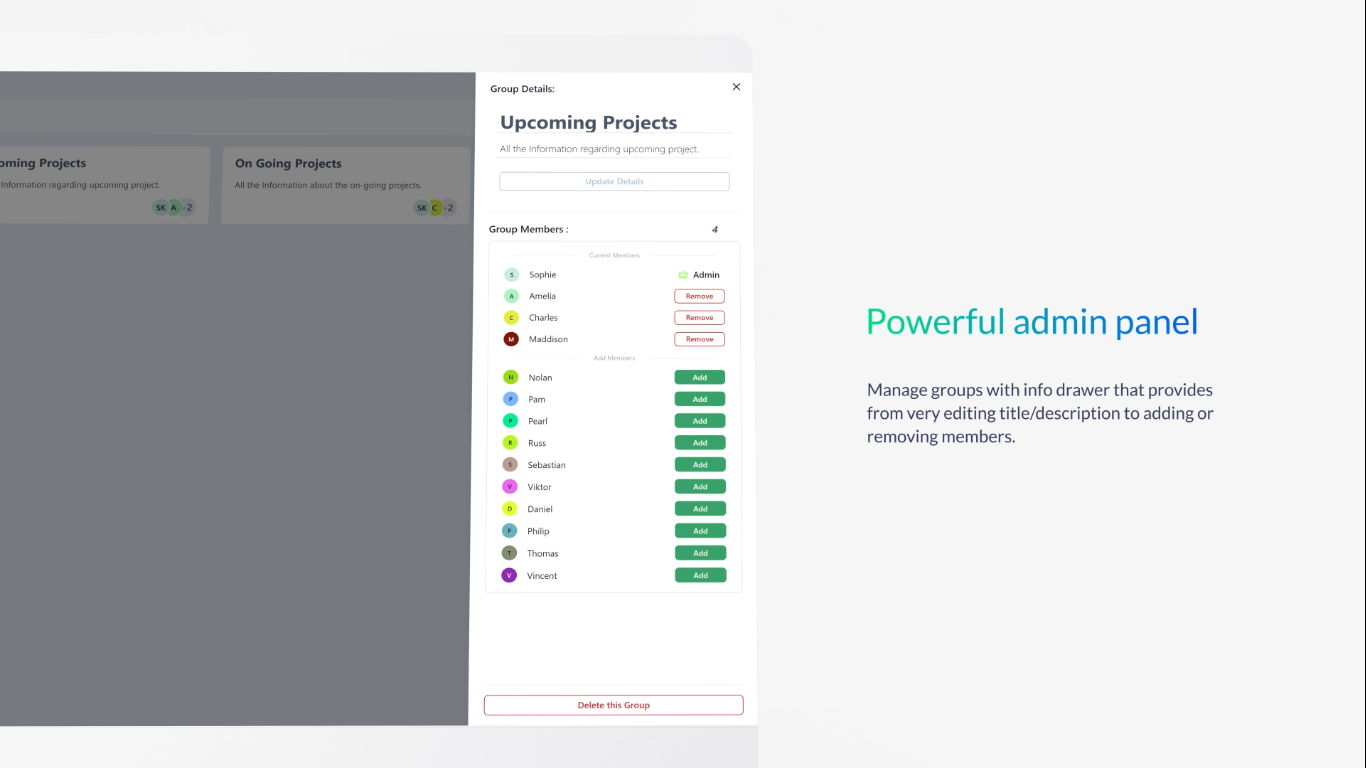 Group Details:
Upcoming Projects
All the Information regarding upcoming project.
Update Details
oming Projects
Information regarding upcoming project.
SK A -2
On Going Projects
All the Information about the on-going projects.
SK C -2
Group Members : 4
Current Members
S Sophie Admin
A Amelia Remove
C Charles Remove
M Maddison Remove
Add Members
N Nolan Add
P Pam Add
P Pearl Add
R Russ Add
S Sebastian Add
V Viktor Add
D Daniel Add
P Philip Add
T Thomas Add
V Vincent Add
Delete this Group
Powerful admin panel
Manage groups with info drawer that provides
from very editing title/description to adding or
removing members.